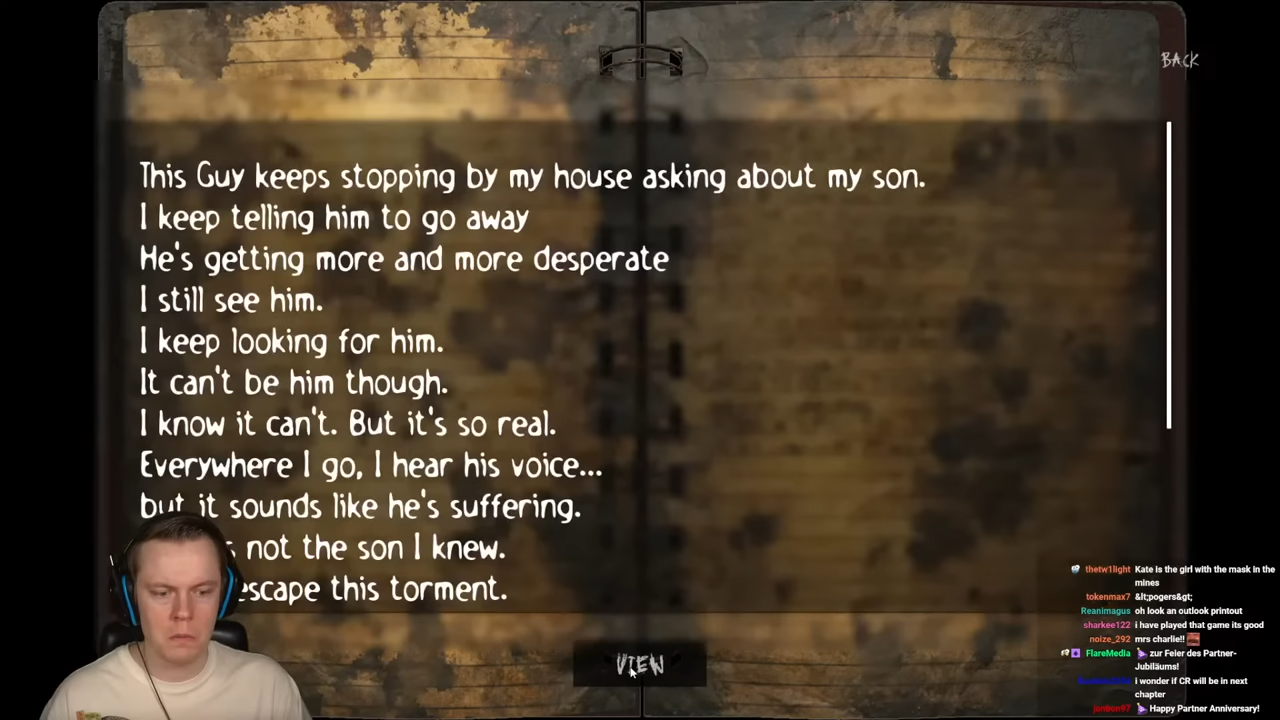 BACK
This Guy keeps stopping by my house asking about my son.
I keep telling him to go away
He's getting more and more desperate
I still see him.
I keep looking for him.
It can't be him though.
I know it can't. But it's so real.
Everywhere I go, I hear his voice...
but it sounds like he's suffering.
not the son I knew.
escape this torment.
VIEW
thetw1light Kate is the girl with the mask in the
mines
tokenmax7 &lt;pogers&gt;
Reanimagus oh look an outlook printout
sharkee122 i have played that game its good
noize_292 mrs charlie!!
FlareMedia zur Feier des Partner-
Jubiläums!
i wonder if CR will be in next
chapter
Happy Partner Anniversary!